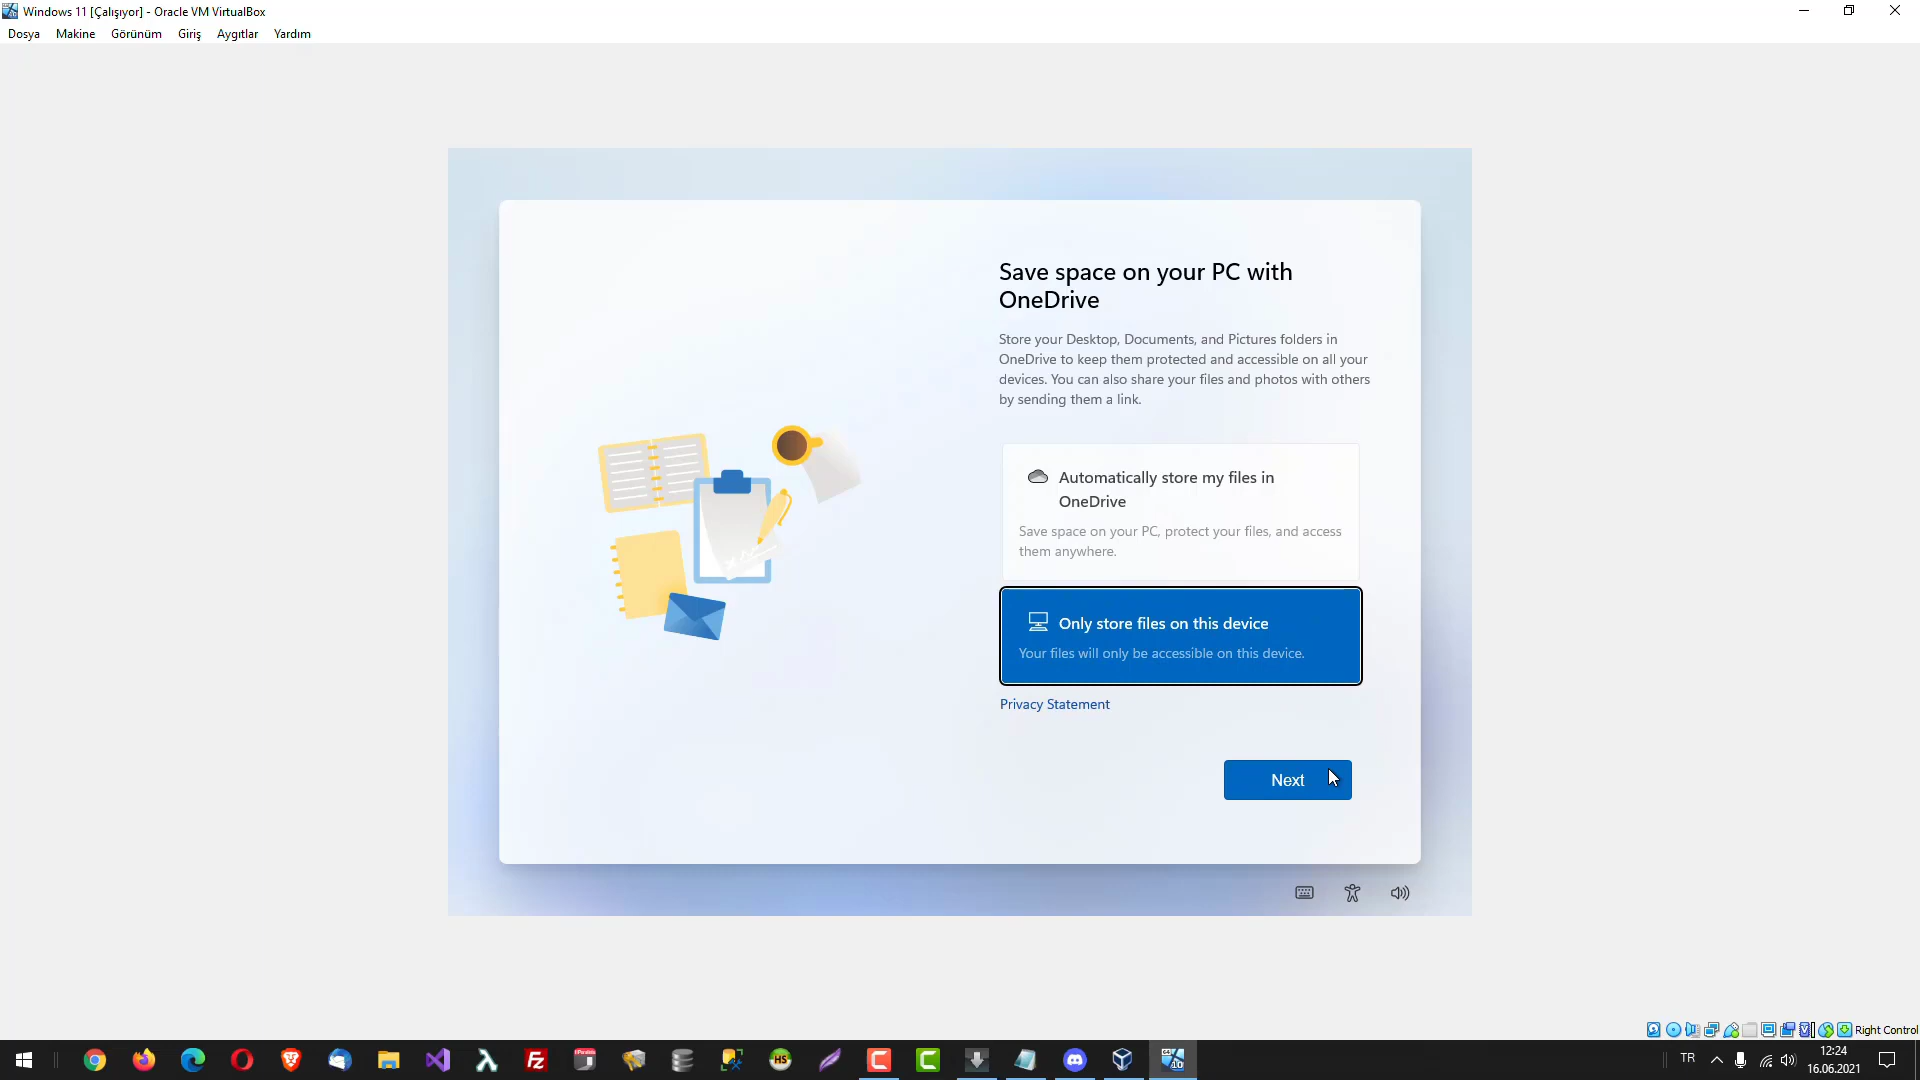 Windows 11 [Çalışıyor] - Oracle VM VirtualBox
Dosya Makine Görünüm Giriş Aygıtlar Yardım
Save space on your PC with
OneDrive
Store your Desktop, Documents, and Pictures folders in
OneDrive to keep them protected and accessible on all your
devices. You can also share your files and photos with others
by sending them a link.
Automatically store my files in
OneDrive
Save space on your PC, protect your files, and access
them anywhere.
Only store files on this device
Your files will only be accessible on this device.
Privacy Statement
Next
Right Control
FZ
HS
TR
12:24
16.06.2021